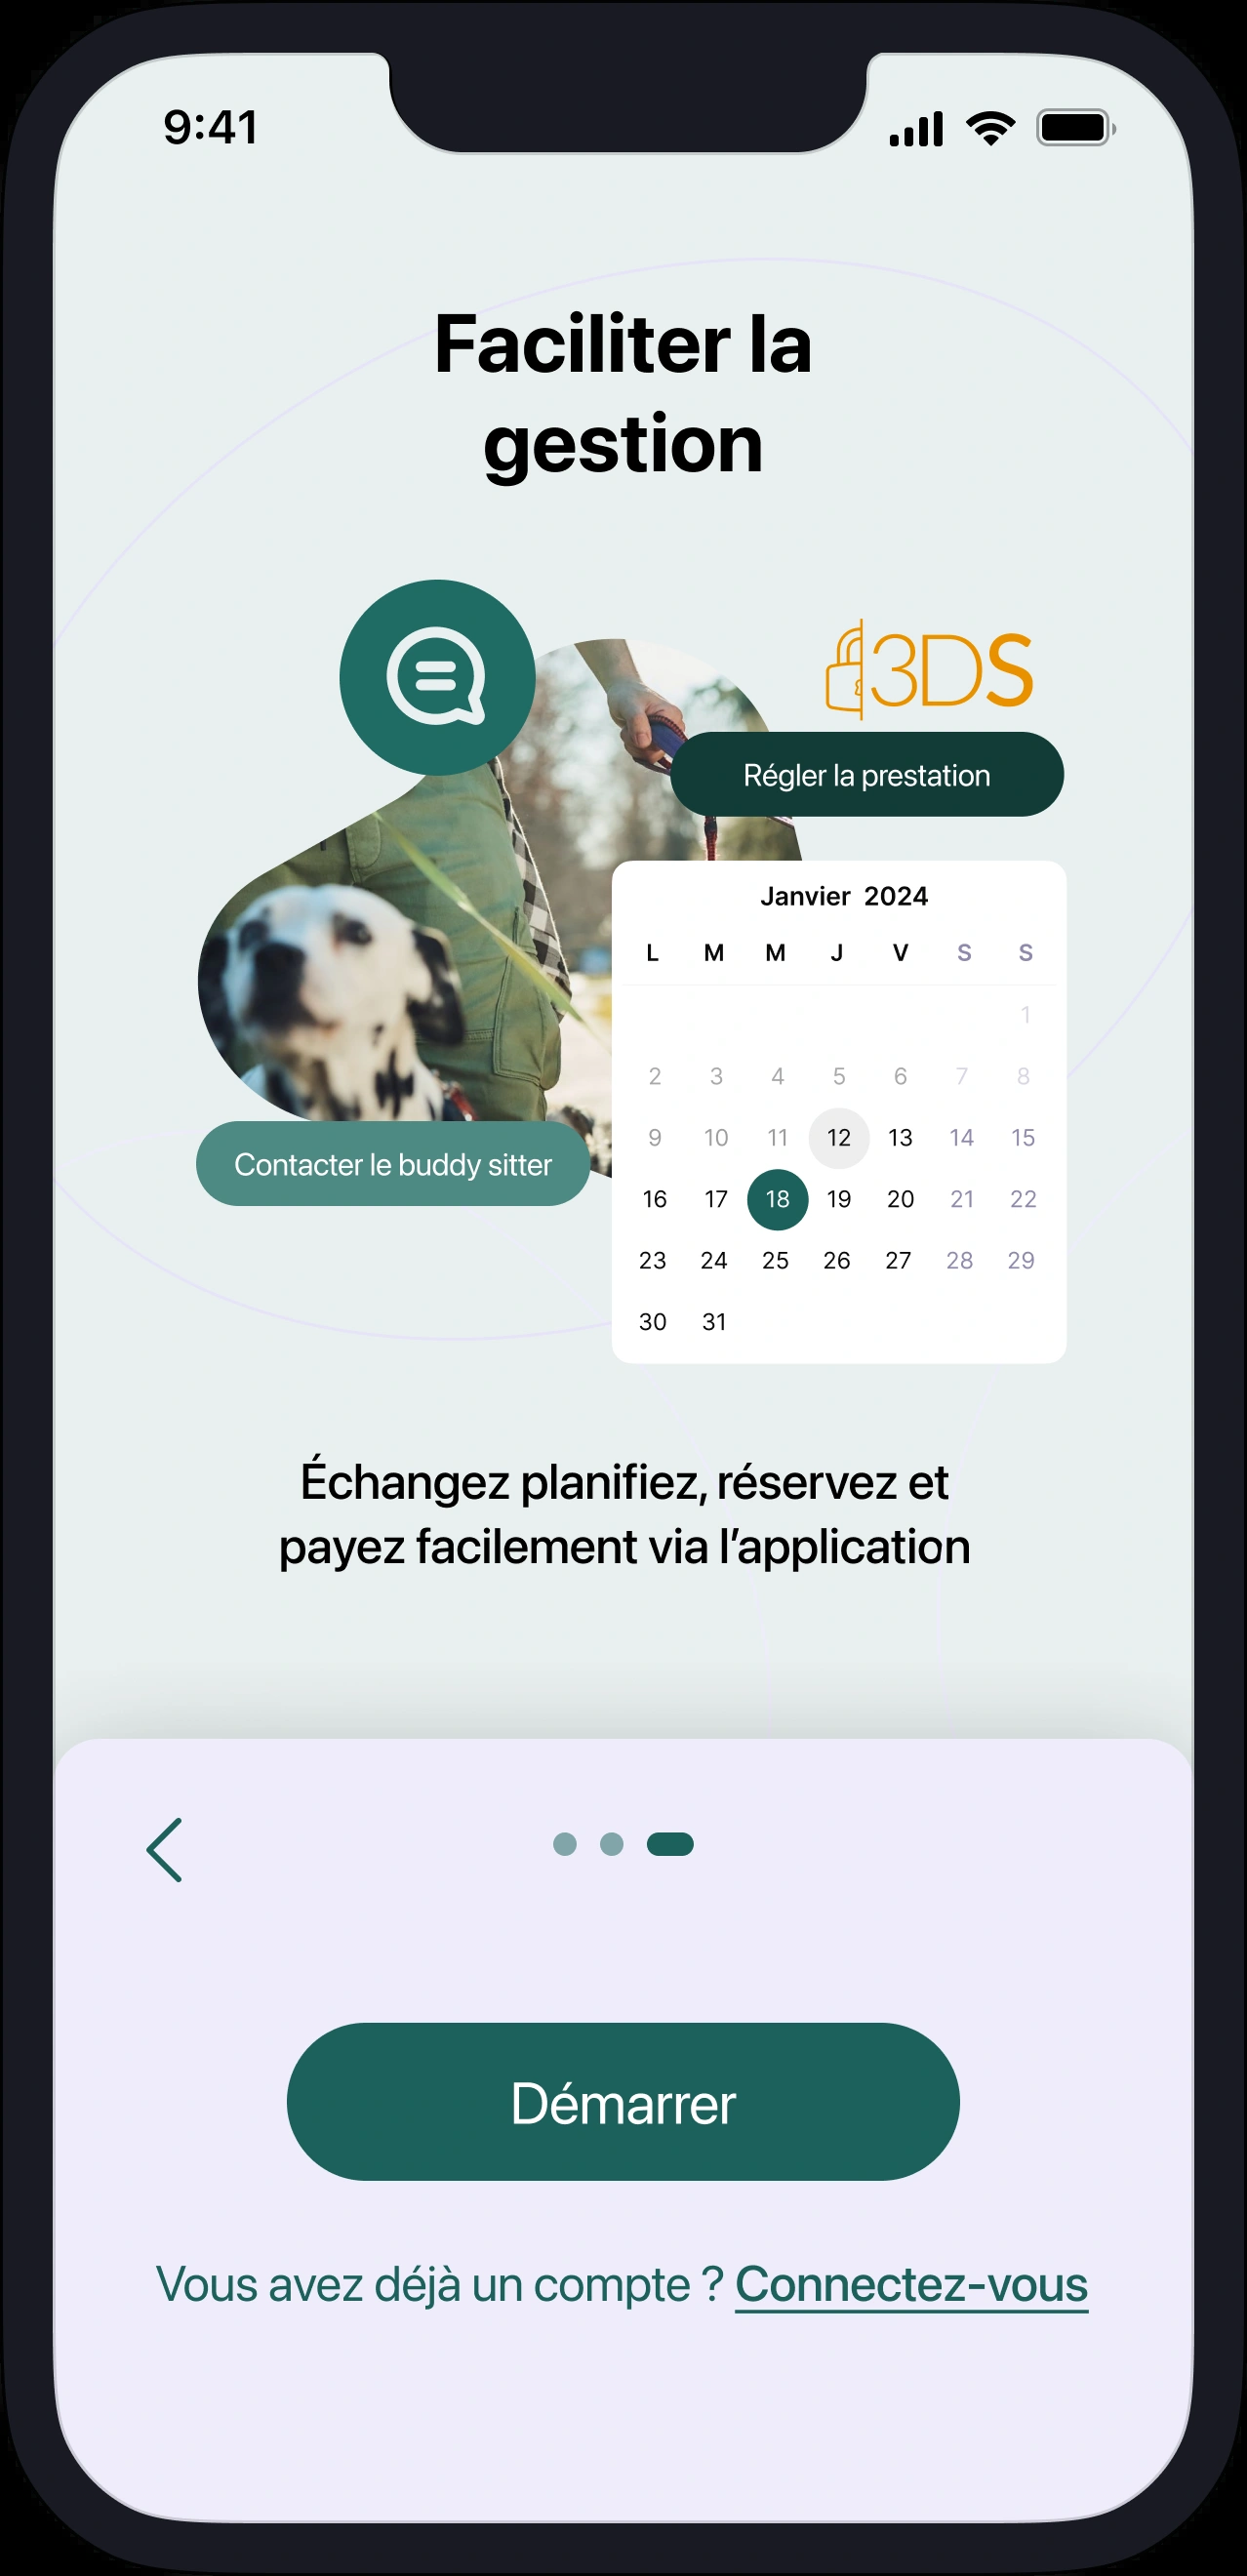 9:41
Faciliter la
gestion
3DS
Régler la prestation
Janvier 2024
L M M J V S S
1
2 3 4 5 6 7 8
9 10 11 12 13 14 15
16 17 18 19 20 21 22
23 24 25 26 27 28 29
30 31
Contacter le buddy sitter
Échangez planifiez, réservez et
payez facilement via l’application
Démarrer
Vous avez déjà un compte ? Connectez-vous